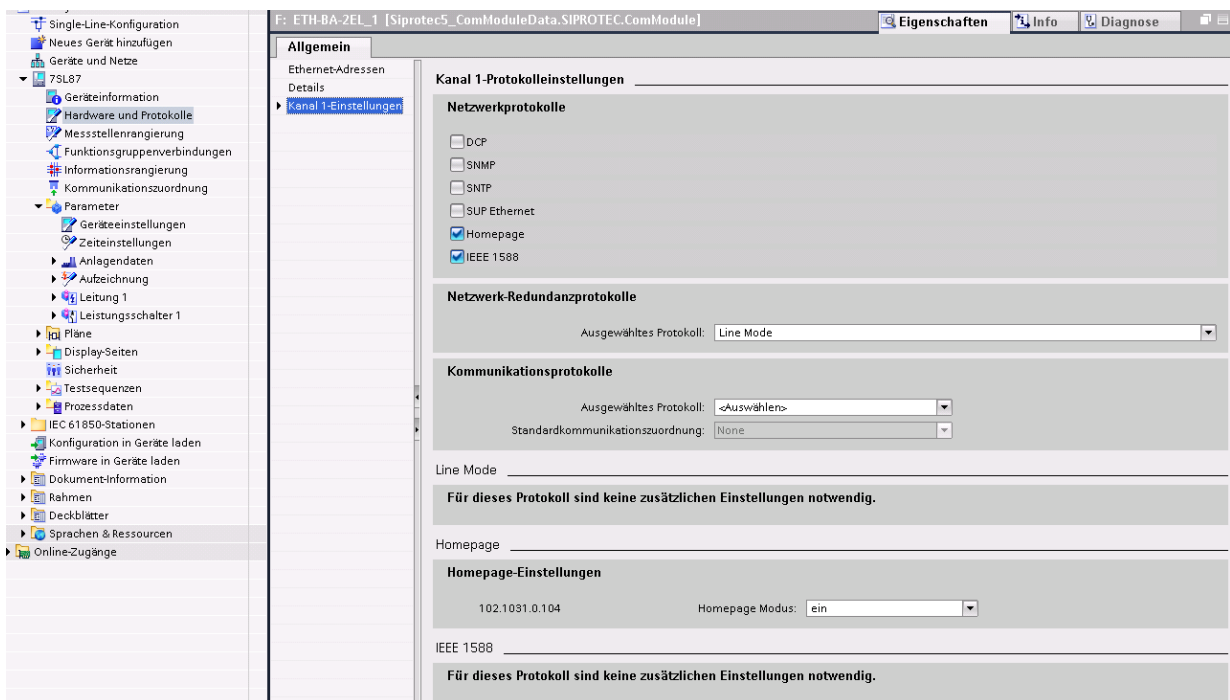 Single-Line-Konfiguration
Neues Gerät hinzufügen
Geräte und Netze
7SL87
Geräteinformation
Hardware und Protokolle
Messstellenrangierung
Funktionsgruppenverbindungen
Informationsrangierung
Kommunikationszuordnung
Parameter
Geräteeinstellungen
Zeiteinstellungen
Anlagendaten
Aufzeichnung
Leitung 1
Leistungsschalter 1
Pläne
Display-Seiten
Sicherheit
Testsequenzen
Prozessdaten
IEC 61850-Stationen
Konfiguration in Geräte laden
Firmware in Geräte laden
Dokument-Information
Rahmen
Deckblätter
Sprachen & Ressourcen
Online-Zugänge
F: ETH-BA-2EL_1 [Siprotec5_ComModuleData.SIPROTEC.ComModule]
Eigenschaften
Info
Diagnose
Allgemein
Ethernet-Adressen
Details
Kanal 1-Einstellungen
Kanal 1-Protokolleinstellungen
Netzwerkprotokolle
DCP
SNMP
SNTP
SUP Ethernet
Homepage
IEEE 1588
Netzwerk-Redundanzprotokolle
Ausgewähltes Protokoll: Line Mode
Kommunikationsprotokolle
Ausgewähltes Protokoll: <Auswählen>
Standardkommunikationszuordnung: None
Line Mode
Für dieses Protokoll sind keine zusätzlichen Einstellungen notwendig.
Homepage
Homepage-Einstellungen
102.1031.0.104 Homepage Modus: ein
IEEE 1588
Für dieses Protokoll sind keine zusätzlichen Einstellungen notwendig.